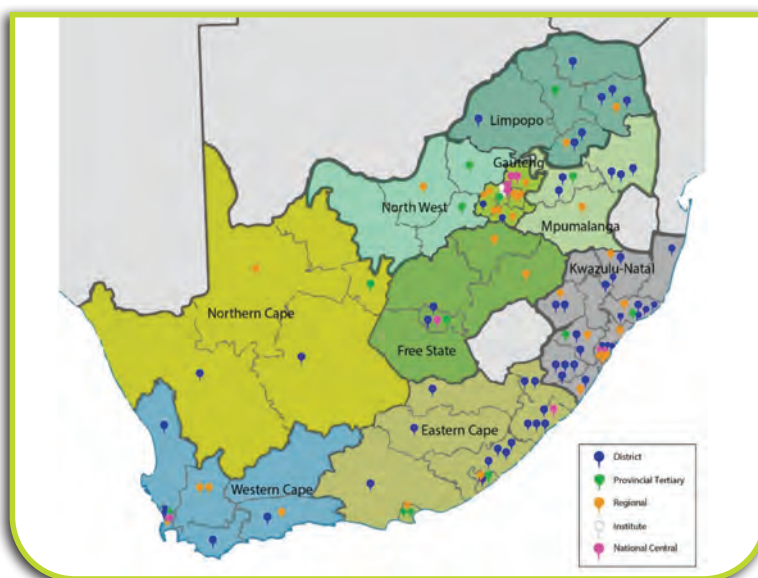 Limpopo
Gauteng
North West
Mpumalanga
Kwazulu-Natal
Northern Cape
Free State
Eastern Cape
Western Cape
District
Provincial Tertiary
Regional
Institute
National Central